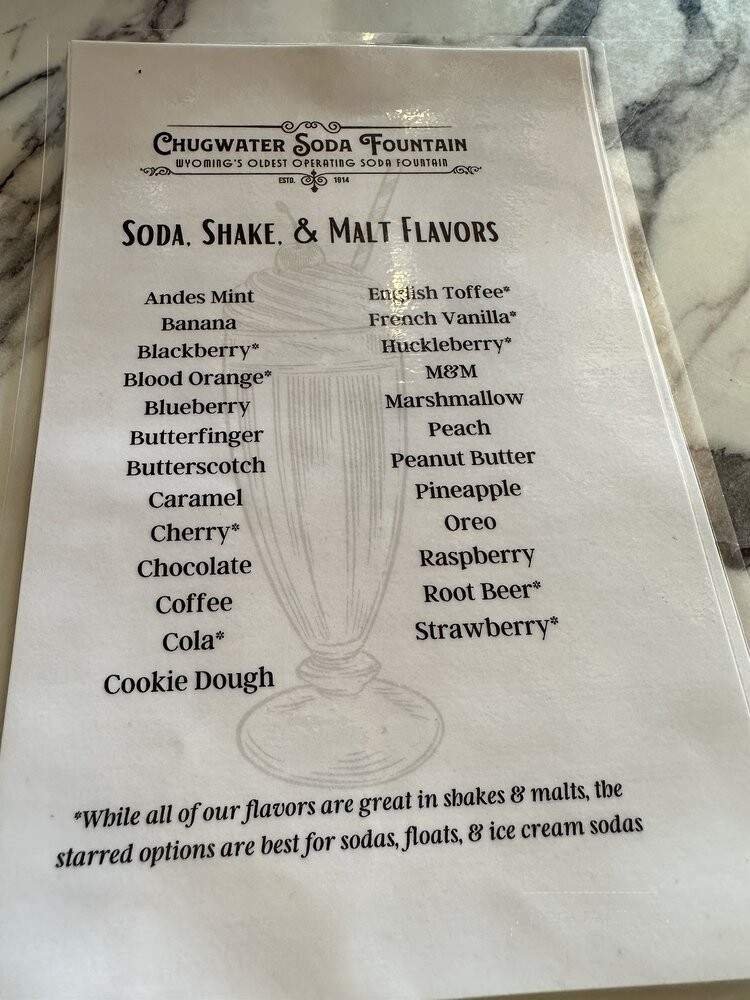 CHUGWATER SODA FOUNTAIN
WYOMING'S OLDEST OPERATING SODA FOUNTAIN
ESTD. 1914
SODA, SHAKE, & MALT FLAVORS
Andes Mint
Banana
Blackberry*
Blood Orange*
Blueberry
Butterfinger
Butterscotch
Caramel
Cherry*
Chocolate
Coffee
Cola*
Cookie Dough
English Toffee*
French Vanilla*
Huckleberry*
M&M
Marshmallow
Peach
Peanut Butter
Pineapple
Oreo
Raspberry
Root Beer*
Strawberry*
*While all of our flavors are great in shakes & malts, the
starred options are best for sodas, floats, & ice cream sodas